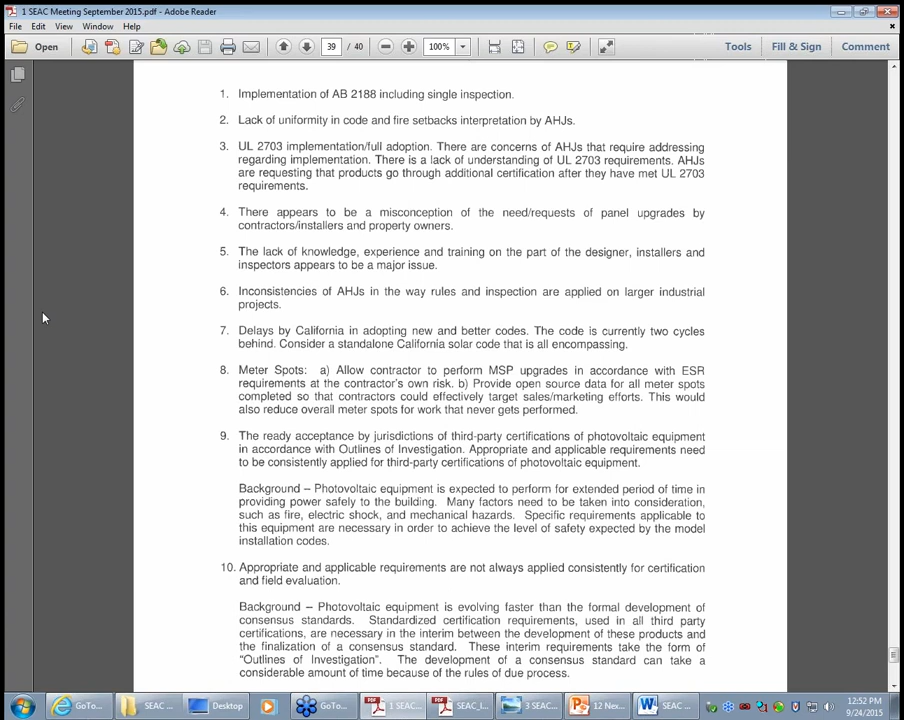 1 SEAC Meeting September 2015.pdf - Adobe Reader
File Edit View Window Help
Open 39 / 40 100% Tools Fill & Sign Comment
1. Implementation of AB 2188 including single inspection.
2. Lack of uniformity in code and fire setbacks interpretation by AHJs.
3. UL 2703 implementation/full adoption. There are concerns of AHJs that require addressing
regarding implementation. There is a lack of understanding of UL 2703 requirements. AHJs
are requesting that products go through additional certification after they have met UL 2703
requirements.
4. There appears to be a misconception of the need/requests of panel upgrades by
contractors/installers and property owners.
5. The lack of knowledge, experience and training on the part of the designer, installers and
inspectors appears to be a major issue.
6. Inconsistencies of AHJs in the way rules and inspection are applied on larger industrial
projects.
7. Delays by California in adopting new and better codes. The code is currently two cycles
behind. Consider a standalone California solar code that is all encompassing.
8. Meter Spots: a) Allow contractor to perform MSP upgrades in accordance with ESR
requirements at the contractor's own risk. b) Provide open source data for all meter spots
completed so that contractors could effectively target sales/marketing efforts. This would
also reduce overall meter spots for work that never gets performed.
9. The ready acceptance by jurisdictions of third-party certifications of photovoltaic equipment
in accordance with Outlines of Investigation. Appropriate and applicable requirements need
to be consistently applied for third-party certifications of photovoltaic equipment.
Background – Photovoltaic equipment is expected to perform for extended period of time in
providing power safely to the building. Many factors need to be taken into consideration,
such as fire, electric shock, and mechanical hazards. Specific requirements applicable to
this equipment are necessary in order to achieve the level of safety expected by the model
installation codes.
10. Appropriate and applicable requirements are not always applied consistently for certification
and field evaluation.
Background – Photovoltaic equipment is evolving faster than the formal development of
consensus standards. Standardized certification requirements, used in all third party
certifications, are necessary in the interim between the development of these products and
the finalization of a consensus standard. These interim requirements take the form of
"Outlines of Investigation". The development of a consensus standard can take a
considerable amount of time because of the rules of due process.
GoTo... SEAC ... Desktop GoTo... 1 SEAC... SEAC_I... 3 SEAC... 12 Nex... SEAC ... 12:52 PM
9/24/2015